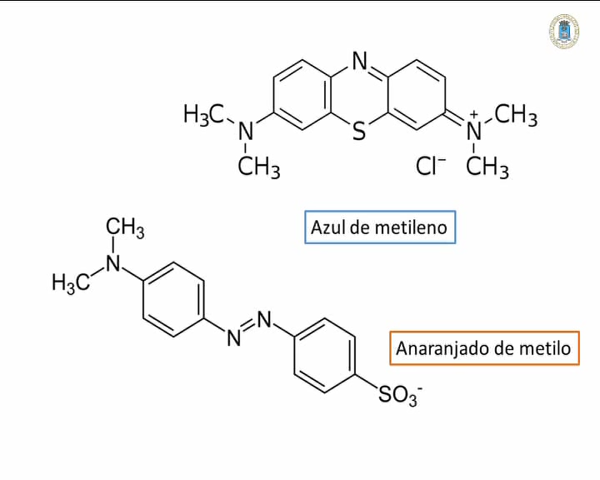 N
H₃C
N
CH₃
S
Cl⁻
+
N
CH₃
CH₃
Azul de metileno
CH₃
N
H₃C
N
N
Anaranjado de metilo
SO₃⁻